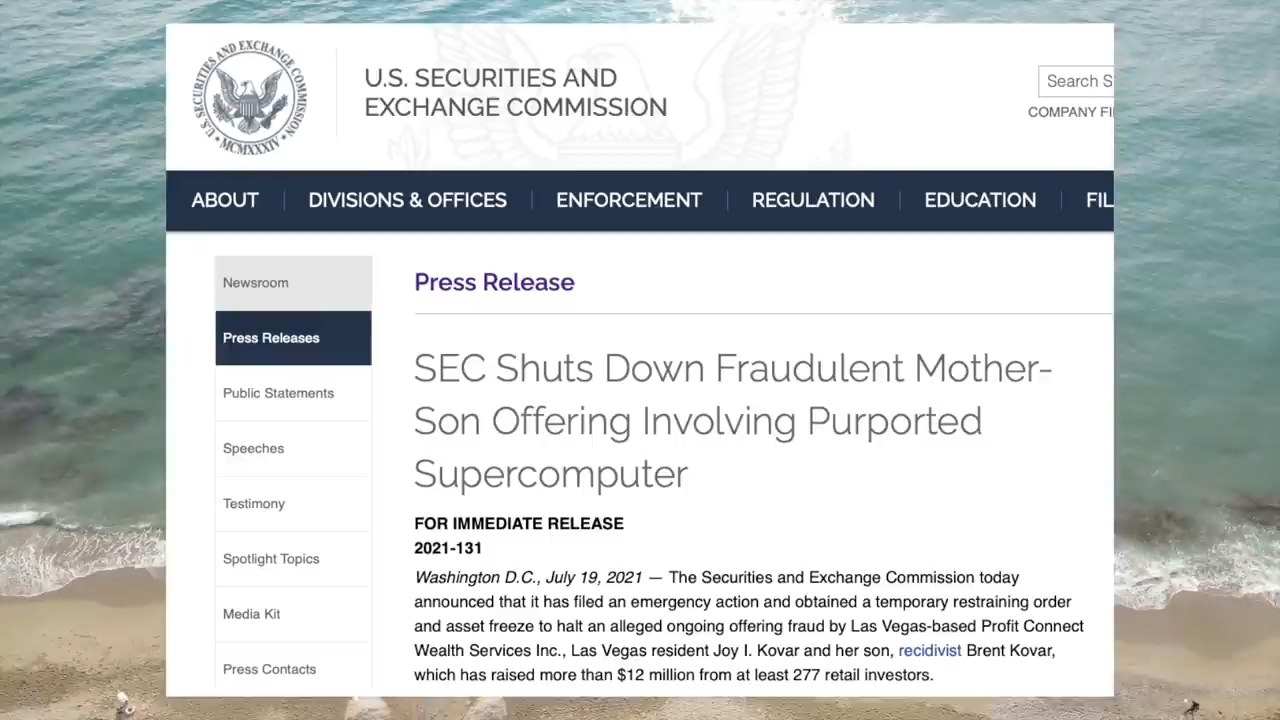 U.S. SECURITIES AND EXCHANGE COMMISSION
MCMXXXIV
U.S. SECURITIES AND
EXCHANGE COMMISSION
Search S
COMPANY FI
ABOUT
DIVISIONS & OFFICES
ENFORCEMENT
REGULATION
EDUCATION
FIL
Newsroom
Press Releases
Public Statements
Speeches
Testimony
Spotlight Topics
Media Kit
Press Contacts
Press Release
SEC Shuts Down Fraudulent Mother-
Son Offering Involving Purported
Supercomputer
FOR IMMEDIATE RELEASE
2021-131
Washington D.C., July 19, 2021 — The Securities and Exchange Commission today
announced that it has filed an emergency action and obtained a temporary restraining order
and asset freeze to halt an alleged ongoing offering fraud by Las Vegas-based Profit Connect
Wealth Services Inc., Las Vegas resident Joy I. Kovar and her son, recidivist Brent Kovar,
which has raised more than $12 million from at least 277 retail investors.